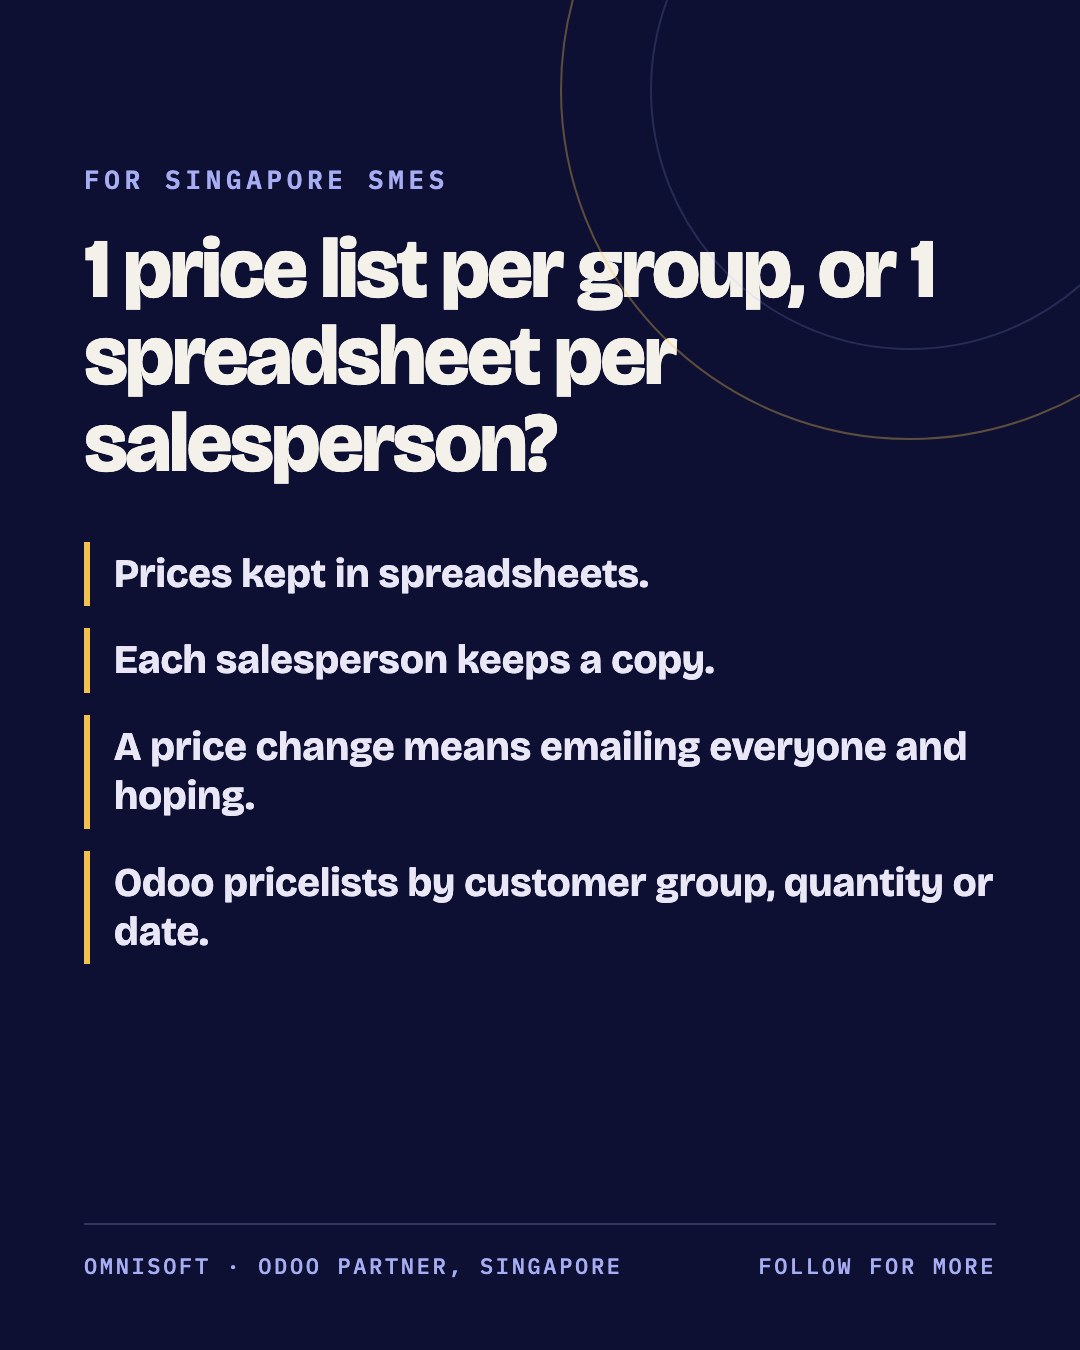 FOR SINGAPORE SMES
1 price list per group, or 1
spreadsheet per
salesperson?
Prices kept in spreadsheets.
Each salesperson keeps a copy.
A price change means emailing everyone and
hoping.
Odoo pricelists by customer group, quantity or
date.
OMNISOFT · ODOO PARTNER, SINGAPORE
FOLLOW FOR MORE